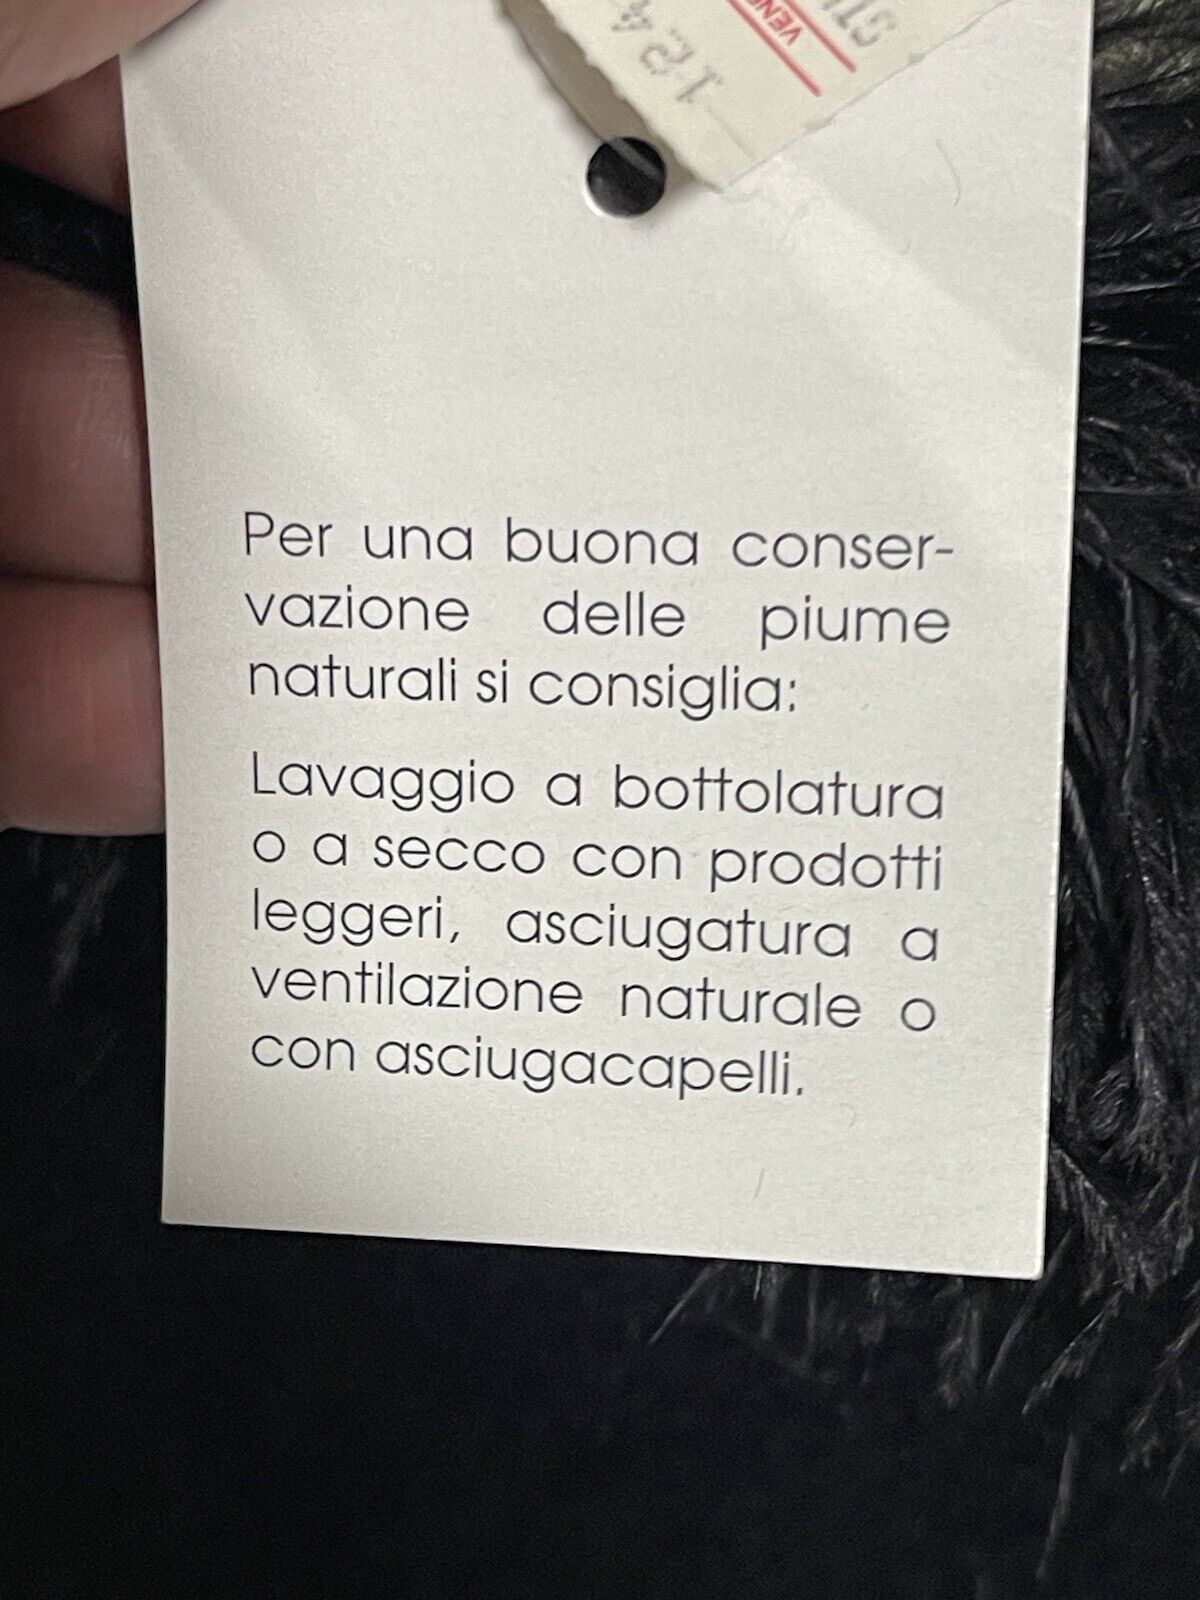 124
Per una buona conser-
vazione delle piume
naturali si consiglia:
Lavaggio a bottolatura
o a secco con prodotti
leggeri, asciugatura a
ventilazione naturale o
con asciugacapelli.